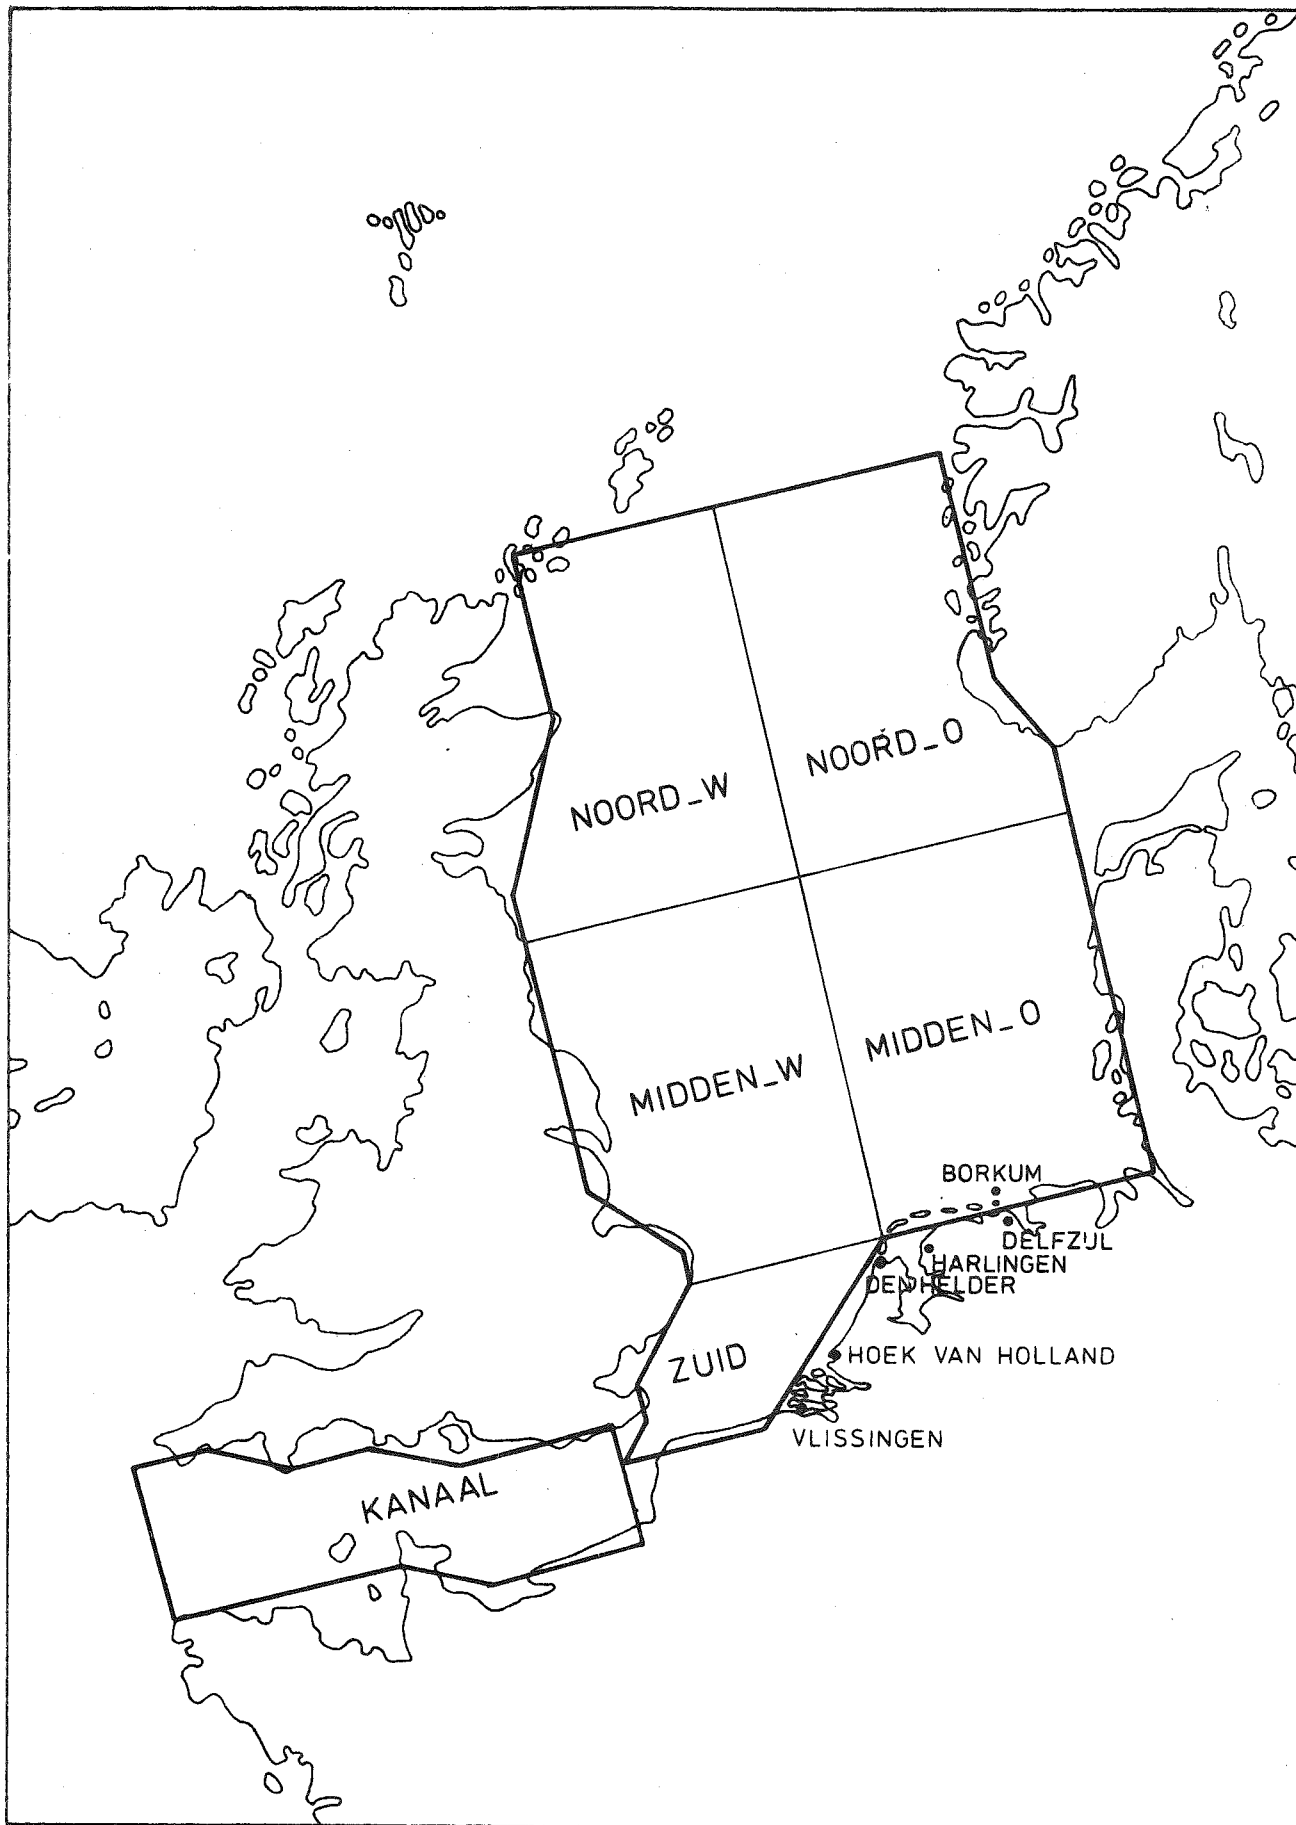 NOORD_O
NOORD_W
MIDDEN_O
MIDDEN_W
BORKUM
DELFZIJL
HARLINGEN
DEN HELDER
ZUID
HOEK VAN HOLLAND
VLISSINGEN
KANAAL